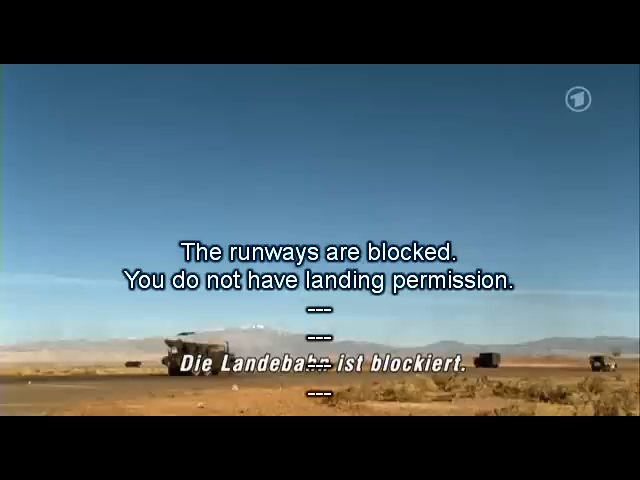 The runways are blocked.
You do not have landing permission.
---
---
Die Landebahn ist blockiert.
---
---